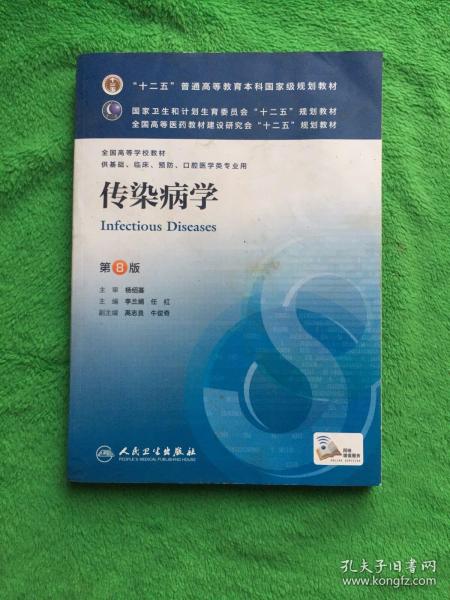 "十二五"普通高等教育本科国家级规划教材
国家卫生和计划生育委员会"十二五"规划教材
全国高等医药教材建设研究会"十二五"规划教材
全国高等学校教材
供基础、临床、预防、口腔医学类专业用
传染病学
Infectious Diseases
第8版
主 审 杨绍基
主 编 李兰娟 任 红
副主编 高志良 牛俊奇
人民卫生出版社
PEOPLE'S MEDICAL PUBLISHING HOUSE
网络
增值服务
ONLINE SERVICES
孔夫子旧书网
www.kongfz.com